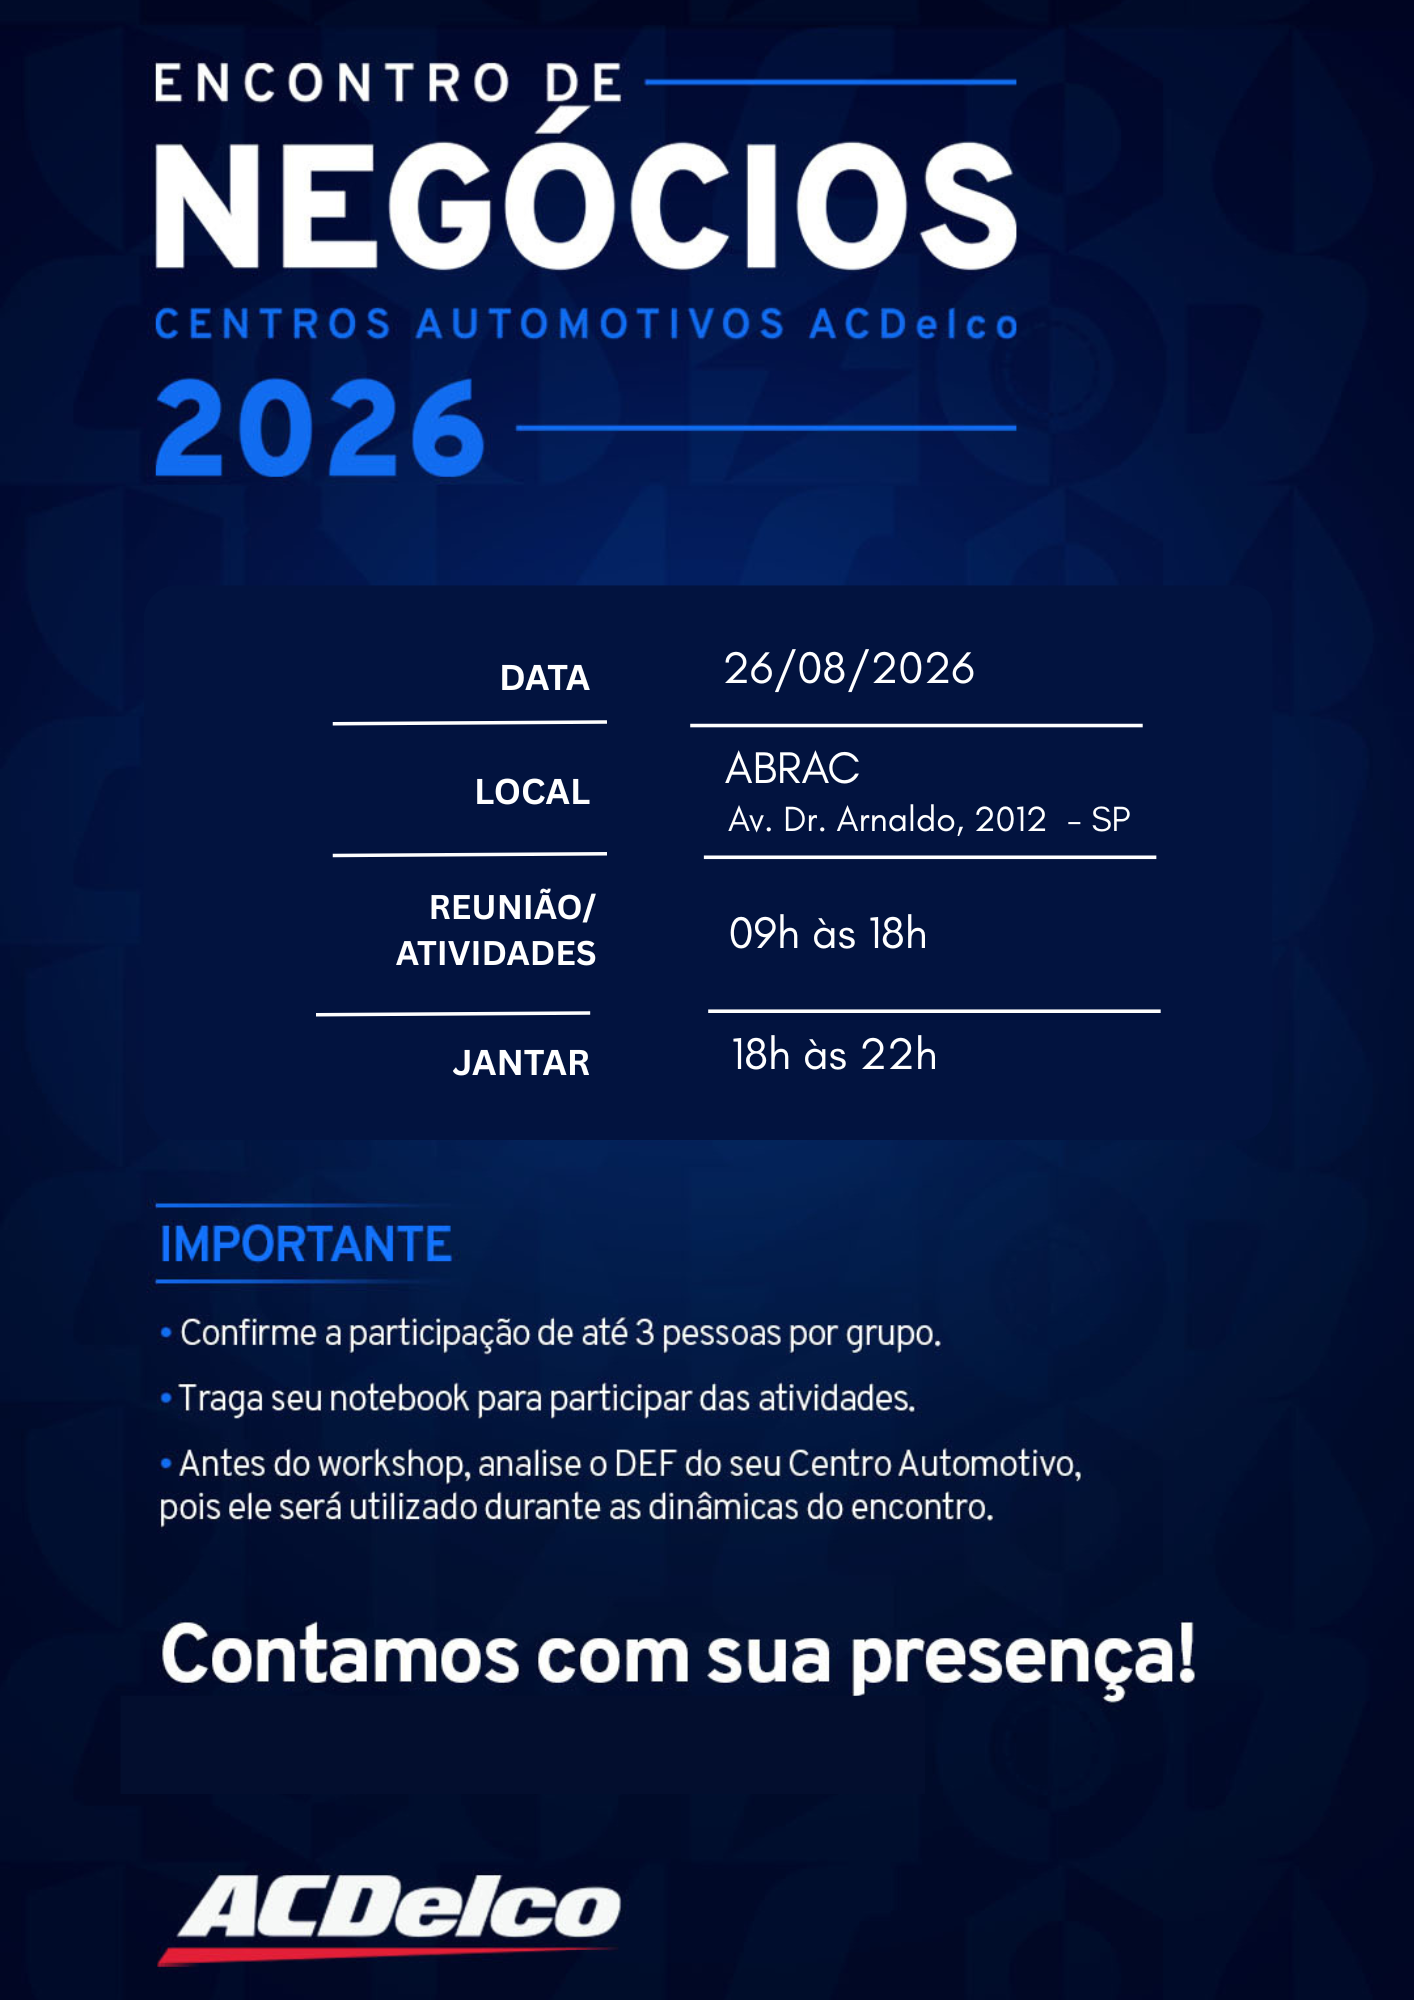 ENCONTRO DE
NEGÓCIOS
CENTROS AUTOMOTIVOS ACDelco
2026
DATA
26/08/2026
LOCAL
ABRAC
Av. Dr. Arnaldo, 2012 - SP
REUNIÃO/
ATIVIDADES
09h às 18h
JANTAR
18h às 22h
IMPORTANTE
• Confirme a participação de até 3 pessoas por grupo.
• Traga seu notebook para participar das atividades.
• Antes do workshop, analise o DEF do seu Centro Automotivo,
pois ele será utilizado durante as dinâmicas do encontro.
Contamos com sua presença!
ACDelco